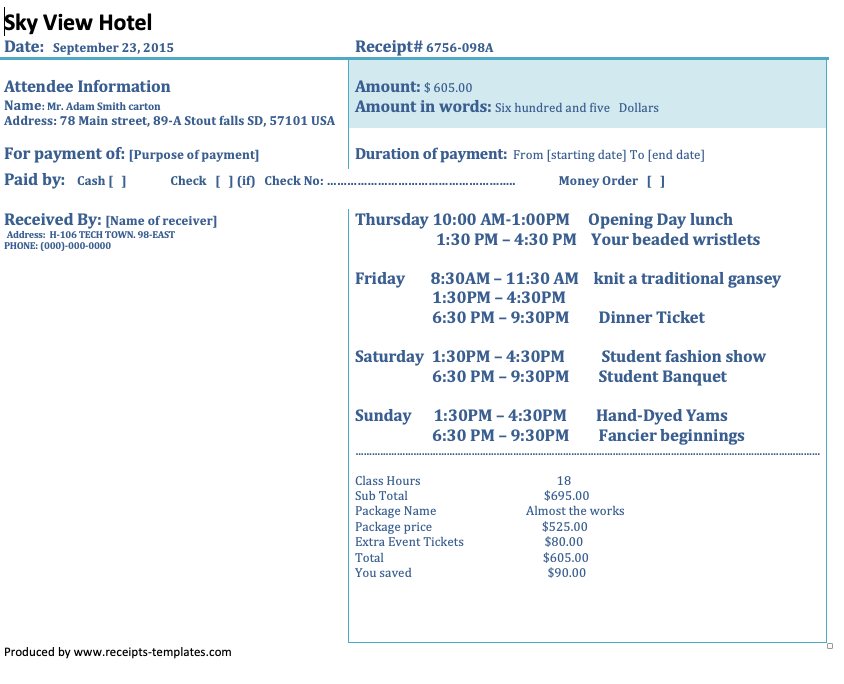 Sky View Hotel
Date: September 23, 2015 Receipt# 6756-098A
Attendee Information
Name: Mr. Adam Smith carton
Address: 78 Main street, 89-A Stout falls SD, 57101 USA
Amount: $ 605.00
Amount in words: Six hundred and five Dollars
For payment of: [Purpose of payment] Duration of payment: From [starting date] To [end date]
Paid by: Cash [ ] Check [ ] (if) Check No: ........................................................ Money Order [ ]
Received By: [Name of receiver]
Address: H-106 TECH TOWN. 98-EAST
PHONE: (000)-000-0000
Thursday 10:00 AM-1:00PM Opening Day lunch
1:30 PM – 4:30 PM Your beaded wristlets
Friday 8:30AM – 11:30 AM knit a traditional gansey
1:30PM – 4:30PM
6:30 PM – 9:30PM Dinner Ticket
Saturday 1:30PM – 4:30PM Student fashion show
6:30 PM – 9:30PM Student Banquet
Sunday 1:30PM – 4:30PM Hand-Dyed Yams
6:30 PM – 9:30PM Fancier beginnings
Class Hours 18
Sub Total $695.00
Package Name Almost the works
Package price $525.00
Extra Event Tickets $80.00
Total $605.00
You saved $90.00
Produced by www.receipts-templates.com